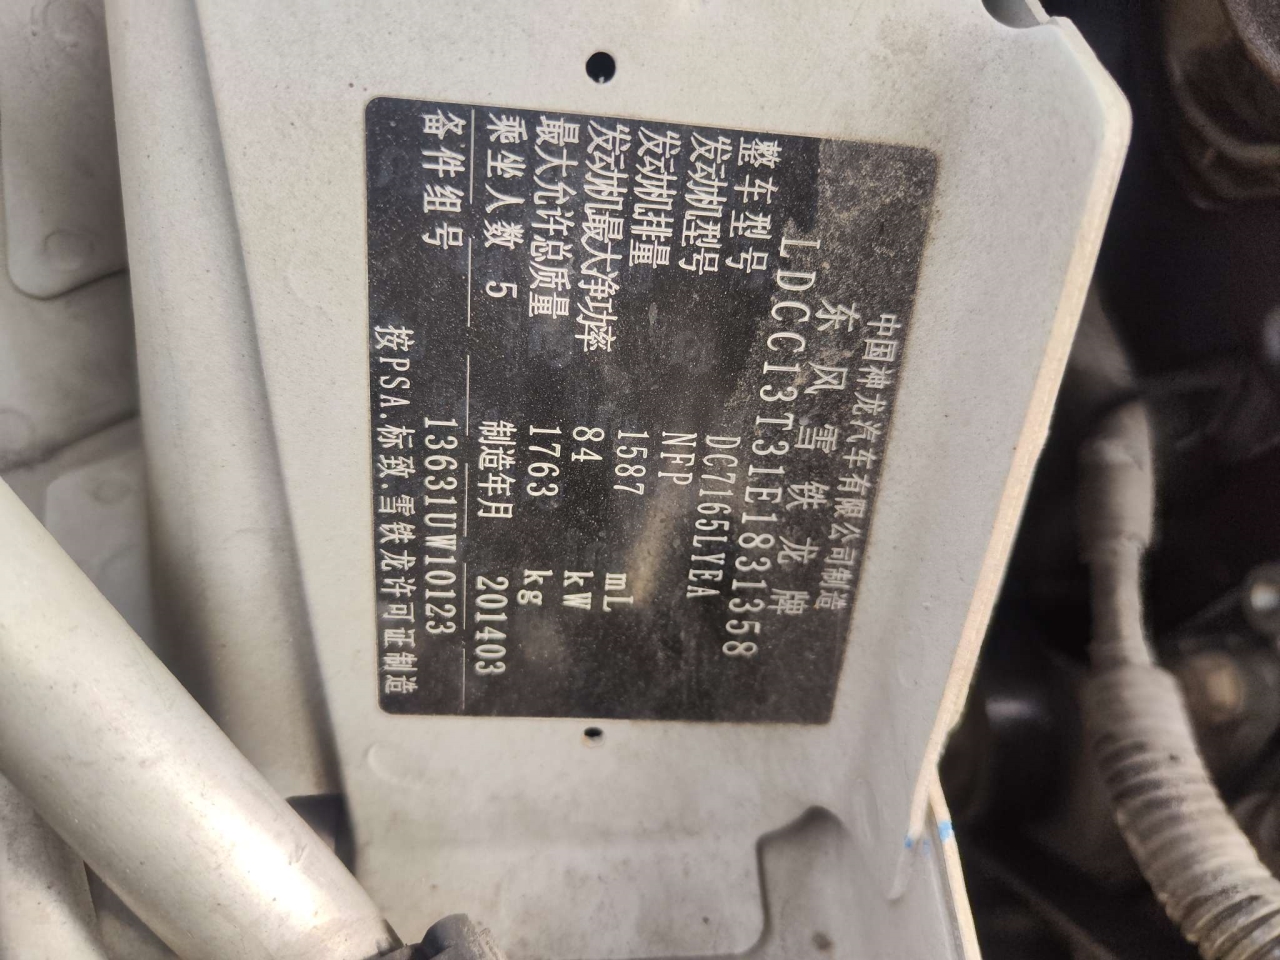 中国神龙汽车有限公司制造
东风雪铁龙牌
LDCC13T31E1831358
整车型号 DC7165LYEA
发动机型号 NFP
发动机排量 1587 mL
发动机最大净功率 84 kW
最大允许总质量 1763 kg
乘坐人数 5 制造年月 201403
备件组号 13631UW10123
按PSA.标致.雪铁龙许可证制造